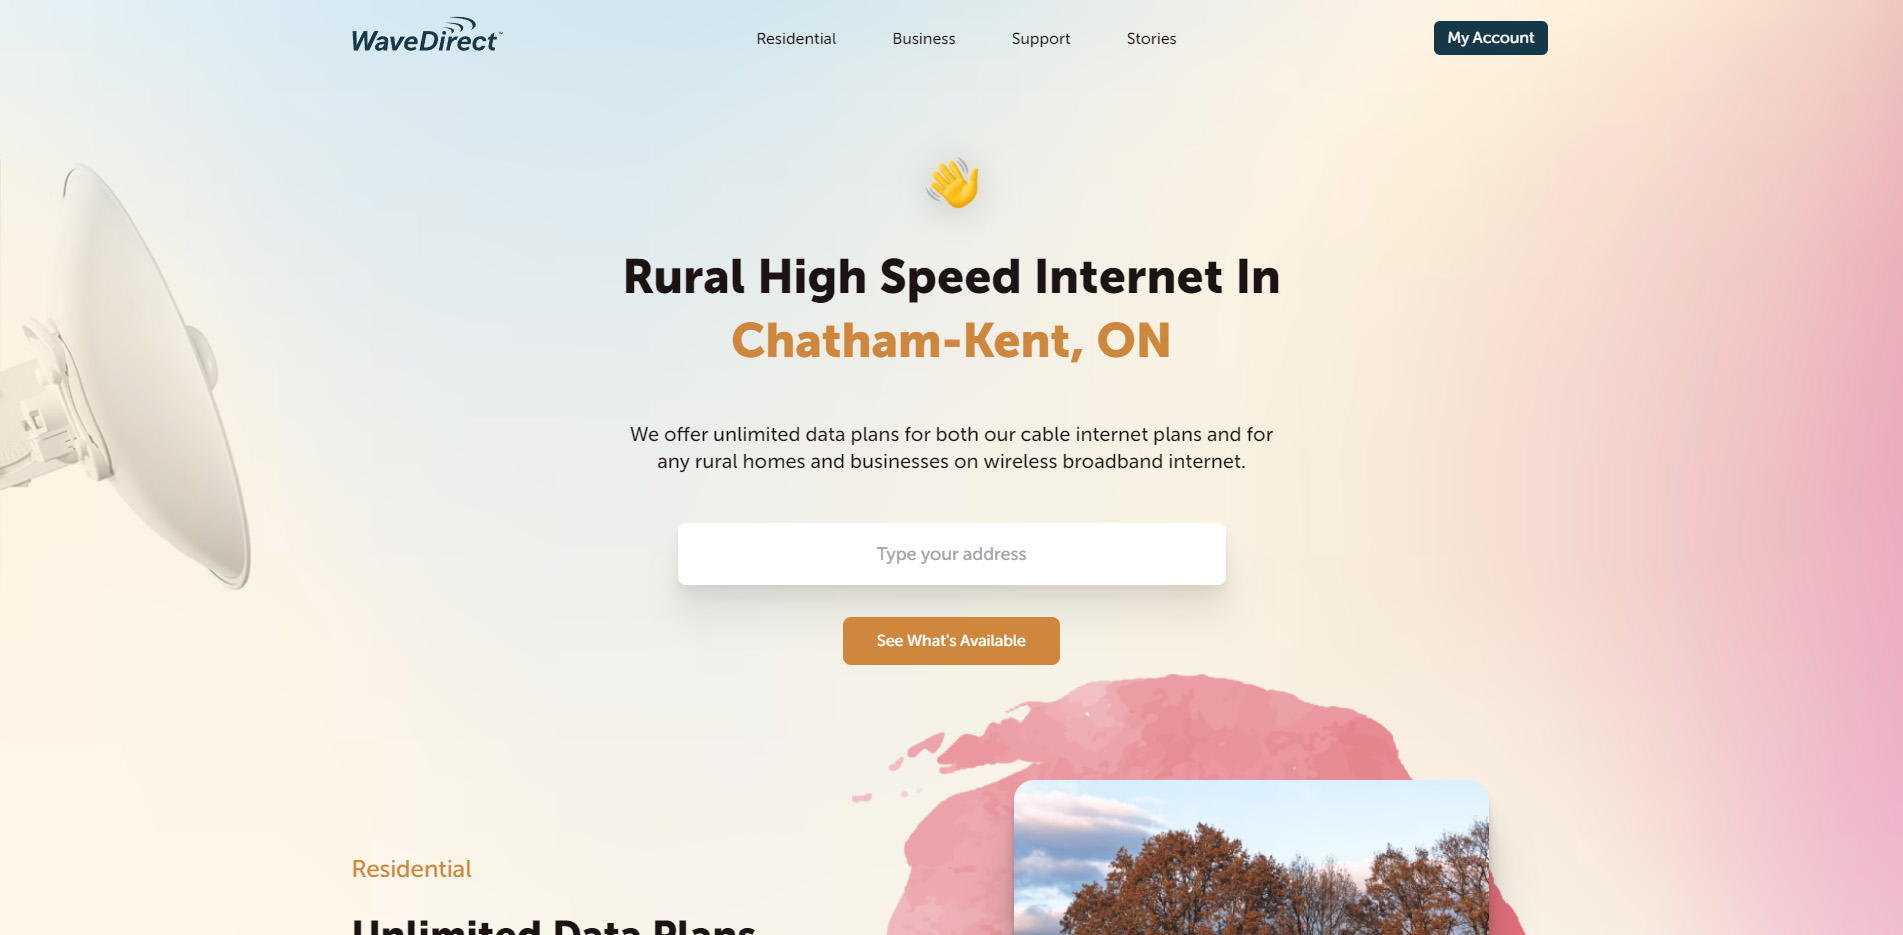 WaveDirect
Residential
Business
Support
Stories
My Account
Rural High Speed Internet In
Chatham-Kent, ON
We offer unlimited data plans for both our cable internet plans and for
any rural homes and businesses on wireless broadband internet.
Type your address
See What's Available
Residential
Unlimited Data Plans